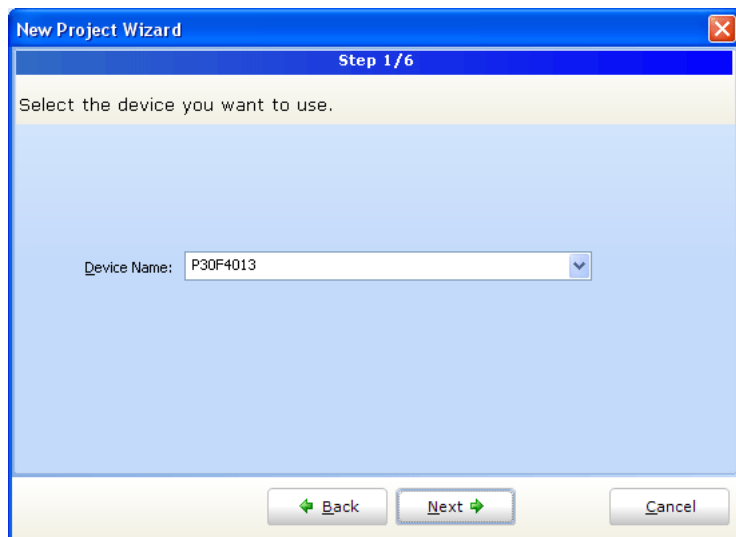 New Project Wizard
Step 1/6
Select the device you want to use.
Device Name: P30F4013
Back Next Cancel